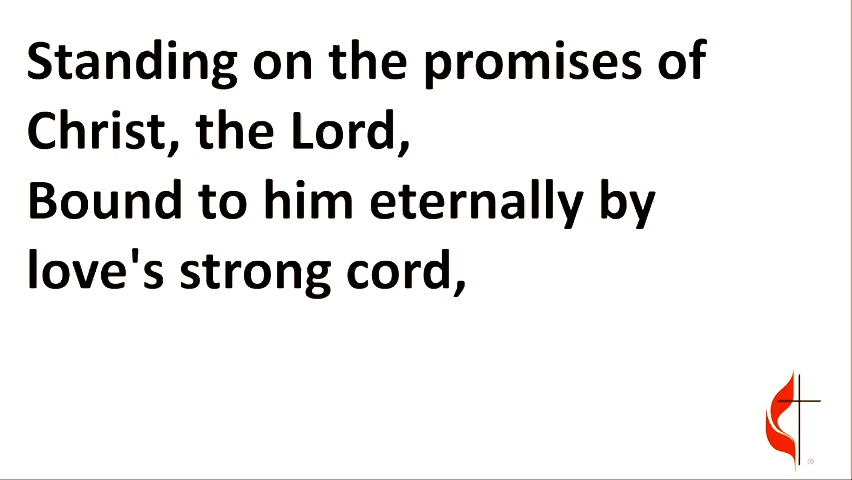 Standing on the promises of
Christ, the Lord,
Bound to him eternally by
love's strong cord,
®